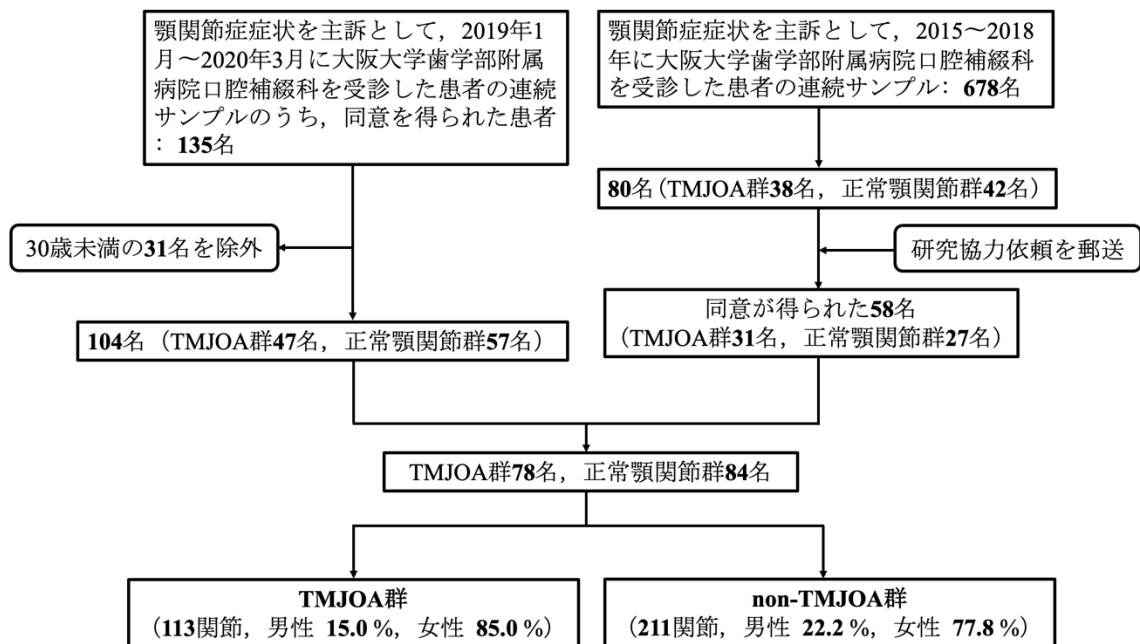 顎関節症症状を主訴として，2019年1
月～2020年3月に大阪大学歯学部附属
病院口腔補綴科を受診した患者の連続
サンプルのうち，同意を得られた患者
：135名
顎関節症症状を主訴として，2015～2018
年に大阪大学歯学部附属病院口腔補綴科
を受診した患者の連続サンプル：678名
80名（TMJOA群38名，正常顎関節群42名）
30歳未満の31名を除外
研究協力依頼を郵送
104名（TMJOA群47名，正常顎関節群57名）
同意が得られた58名
（TMJOA群31名，正常顎関節群27名）
TMJOA群78名，正常顎関節群84名
TMJOA群
（113関節，男性 15.0 %，女性 85.0 %）
non-TMJOA群
（211関節，男性 22.2 %，女性 77.8 %）